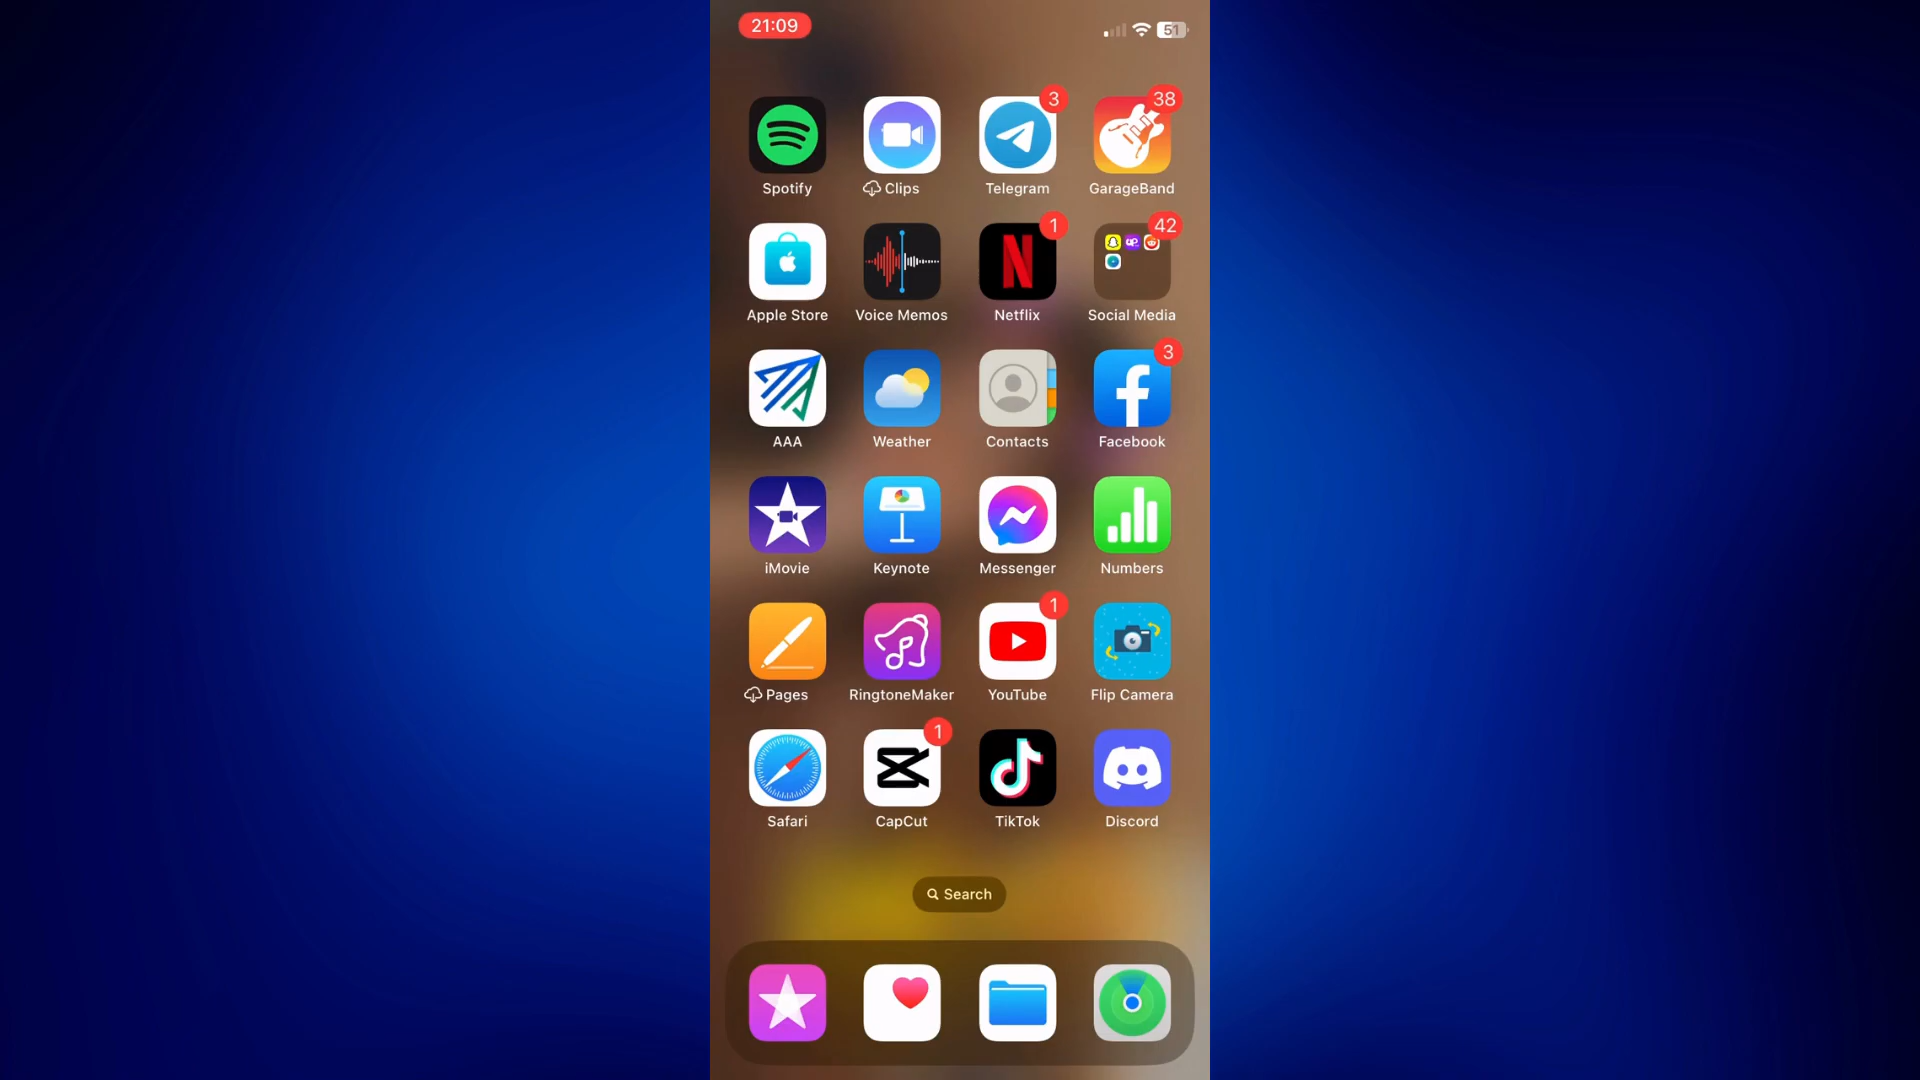 21:09
51
3
38
Spotify
Clips
Telegram
GarageBand
1
42
up
N
Apple Store
Voice Memos
Netflix
Social Media
3
f
AAA
Weather
Contacts
Facebook
iMovie
Keynote
Messenger
Numbers
1
Pages
RingtoneMaker
YouTube
Flip Camera
1
Safari
CapCut
TikTok
Discord
Search